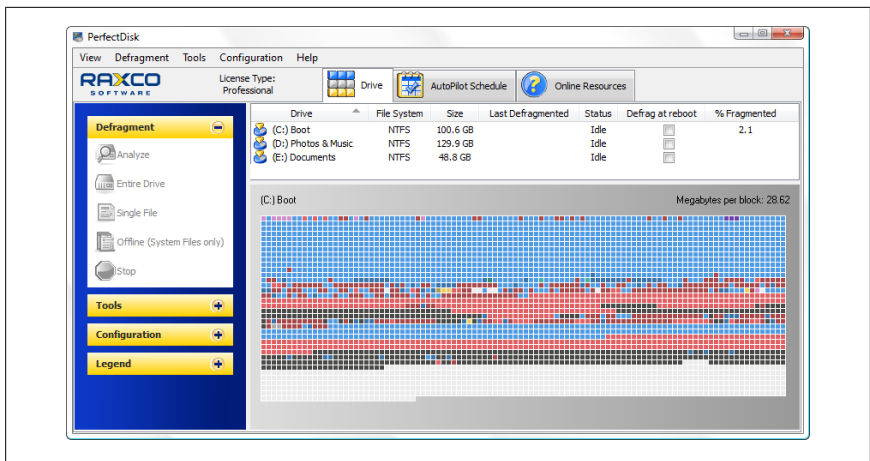 PerfectDisk
View Defragment Tools Configuration Help
RAXCO
SOFTWARE
License Type:
Professional
Drive
AutoPilot Schedule
Online Resources
Defragment
Analyze
Entire Drive
Single File
Offline (System Files only)
Stop
Tools
Configuration
Legend
Drive File System Size Last Defragmented Status Defrag at reboot % Fragmented
(C:) Boot NTFS 100.6 GB Idle 2.1
(D:) Photos & Music NTFS 129.9 GB Idle
(E:) Documents NTFS 48.8 GB Idle
(C:) Boot Megabytes per block: 28.62